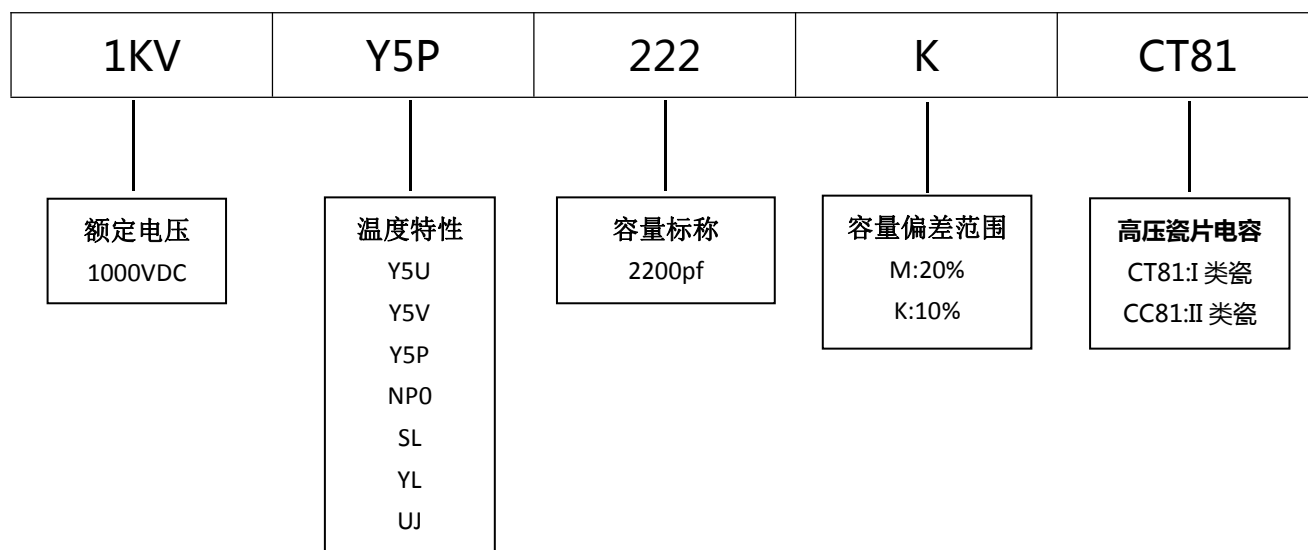 1KV Y5P 222 K CT81
额定电压
1000VDC
温度特性
Y5U
Y5V
Y5P
NP0
SL
YL
UJ
容量标称
2200pf
容量偏差范围
M:20%
K:10%
高压瓷片电容
CT81:I 类瓷
CC81:II 类瓷